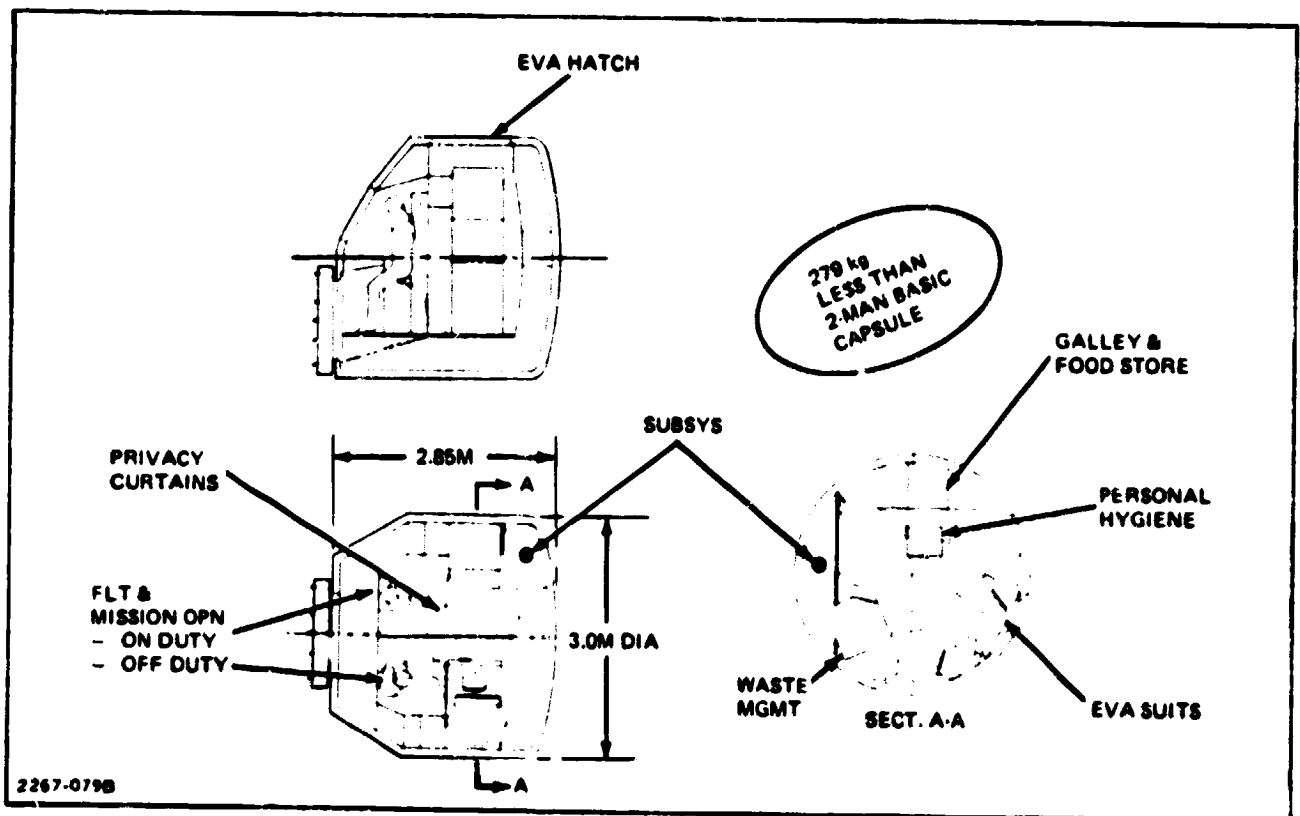 EVA HATCH
279 kg
LESS THAN
2-MAN BASIC
CAPSULE
GALLEY &
FOOD STORE
SUBSYS
PRIVACY
CURTAINS
2.85M
A
PERSONAL
HYGIENE
FLT &
MISSION OPN
– ON DUTY
– OFF DUTY
3.0M DIA
WASTE
MGMT
SECT. A-A
EVA SUITS
A
2267-079B